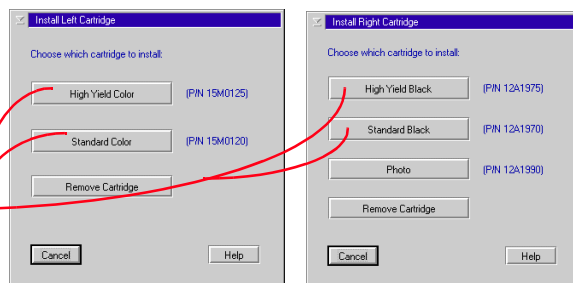 Install Left Cartridge
Choose which cartridge to install:
High Yield Color (P/N 15M0125)
Standard Color (P/N 15M0120)
Remove Cartridge
Cancel Help
Install Right Cartridge
Choose which cartridge to install:
High Yield Black (P/N 12A1975)
Standard Black (P/N 12A1970)
Photo (P/N 12A1990)
Remove Cartridge
Cancel Help